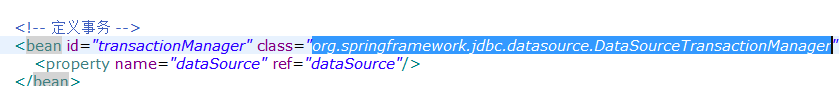 <!-- 定义事务 -->
<bean id="transactionManager" class="org.springframework.jdbc.datasource.DataSourceTransactionManager"
<property name="dataSource" ref="dataSource"/>
</bean>